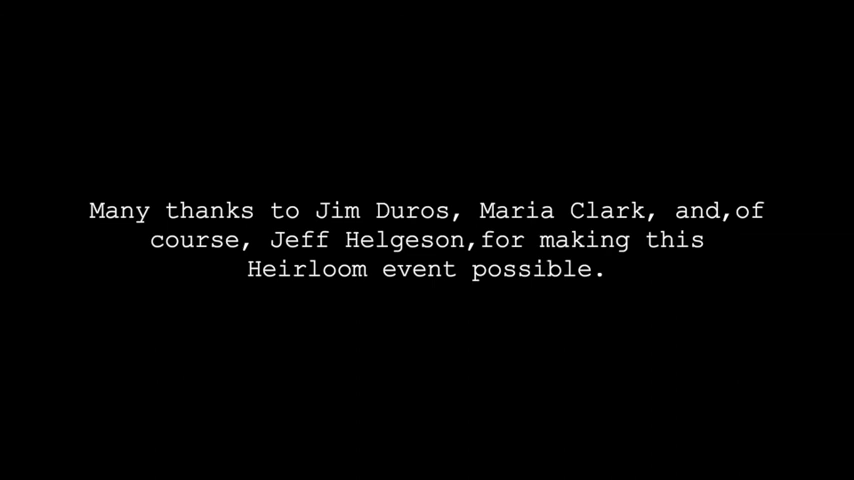 Many thanks to Jim Duros, Maria Clark, and,of
course, Jeff Helgeson,for making this
Heirloom event possible.